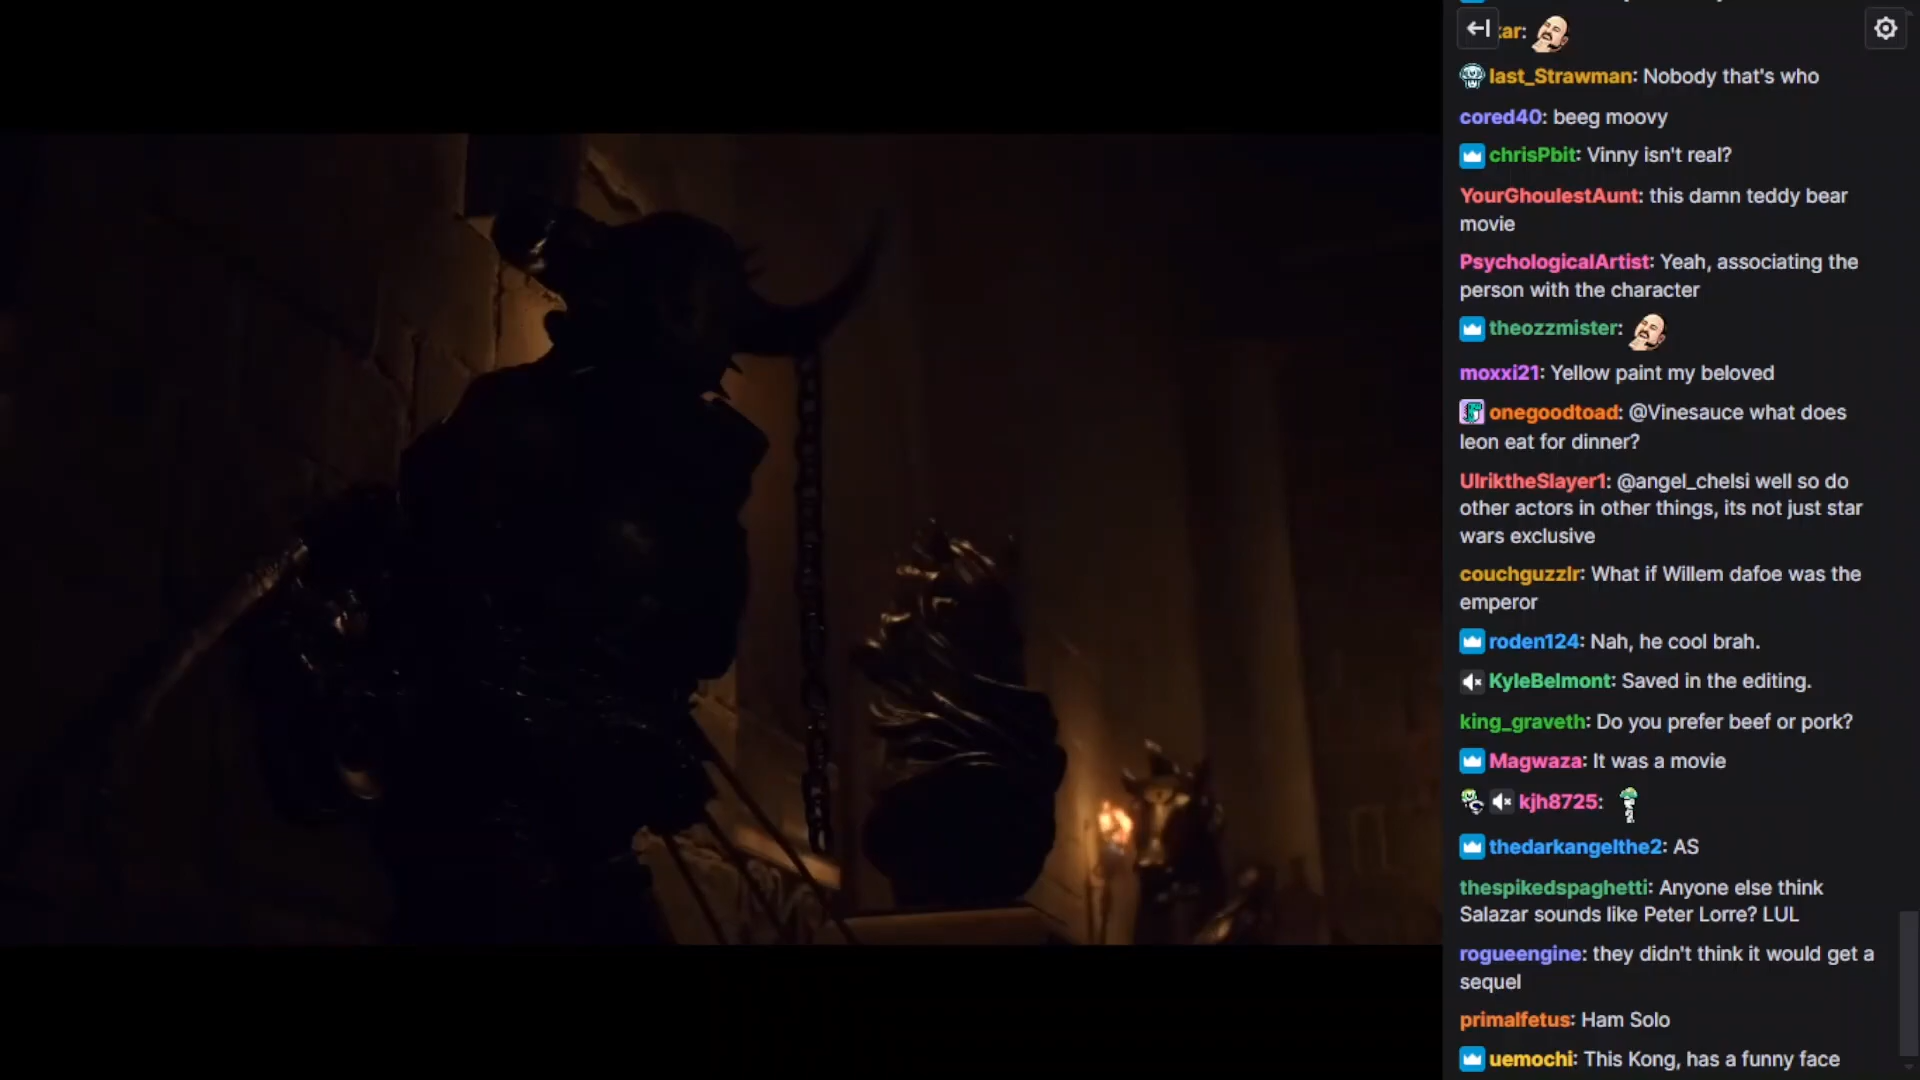 zar:
last_Strawman: Nobody that's who
cored40: beeg moovy
chrisPbit: Vinny isn't real?
YourGhoulestAunt: this damn teddy bear
movie
PsychologicalArtist: Yeah, associating the
person with the character
theozzmister:
moxxi21: Yellow paint my beloved
onegoodtoad: @Vinesauce what does
leon eat for dinner?
UlriktheSlayer1: @angel_chelsi well so do
other actors in other things, its not just star
wars exclusive
couchguzzlr: What if Willem dafoe was the
emperor
roden124: Nah, he cool brah.
KyleBelmont: Saved in the editing.
king_graveth: Do you prefer beef or pork?
Magwaza: It was a movie
kjh8725:
thedarkangelthe2: AS
thespikedspaghetti: Anyone else think
Salazar sounds like Peter Lorre? LUL
rogueengine: they didn't think it would get a
sequel
primalfetus: Ham Solo
uemochi: This Kong, has a funny face